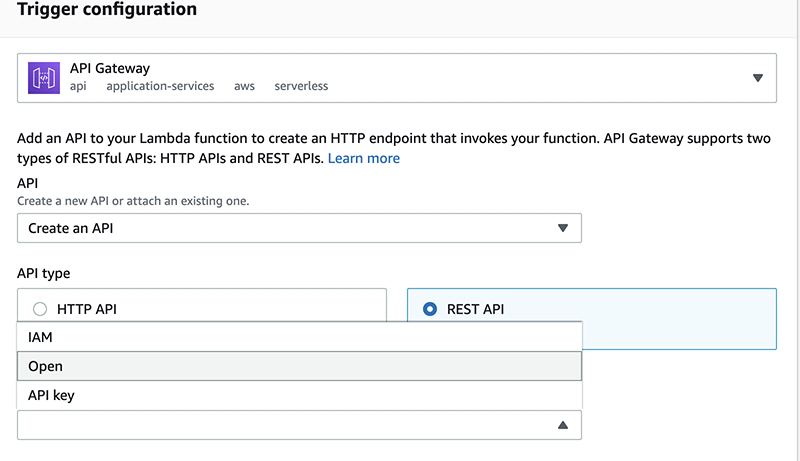 Trigger configuration
API Gateway
api application-services aws serverless
Add an API to your Lambda function to create an HTTP endpoint that invokes your function. API Gateway supports two
types of RESTful APIs: HTTP APIs and REST APIs. Learn more
API
Create a new API or attach an existing one.
Create an API
API type
HTTP API REST API
IAM
Open
API key